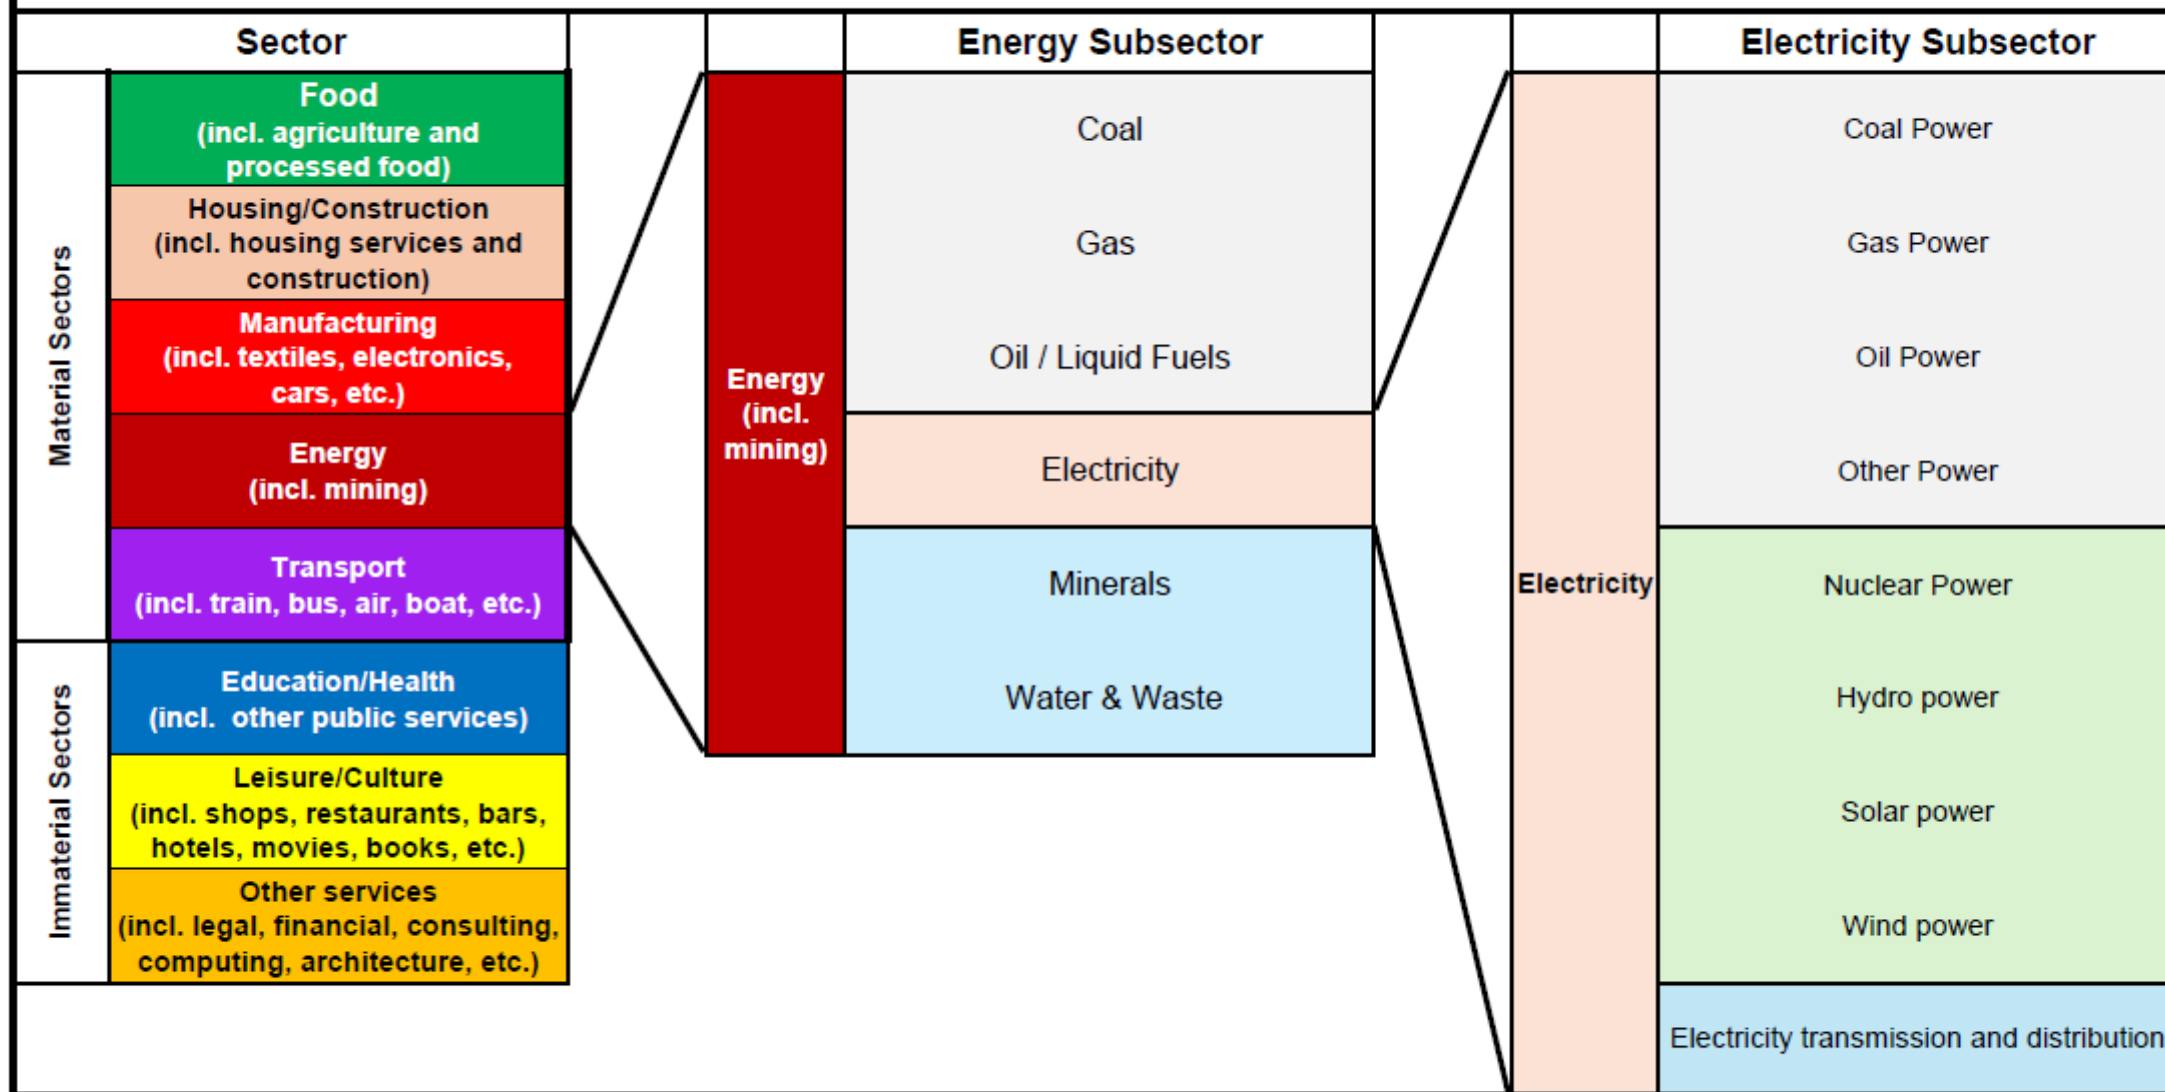 Sector
Energy Subsector
Electricity Subsector
Material Sectors
Food
(incl. agriculture and
processed food)
Housing/Construction
(incl. housing services and
construction)
Manufacturing
(incl. textiles, electronics,
cars, etc.)
Energy
(incl. mining)
Transport
(incl. train, bus, air, boat, etc.)
Immaterial Sectors
Education/Health
(incl.  other public services)
Leisure/Culture
(incl. shops, restaurants, bars,
hotels, movies, books, etc.)
Other services
(incl. legal, financial, consulting,
computing, architecture, etc.)
Energy
(incl.
mining)
Coal
Gas
Oil / Liquid Fuels
Electricity
Minerals
Water & Waste
Electricity
Coal Power
Gas Power
Oil Power
Other Power
Nuclear Power
Hydro power
Solar power
Wind power
Electricity transmission and distribution